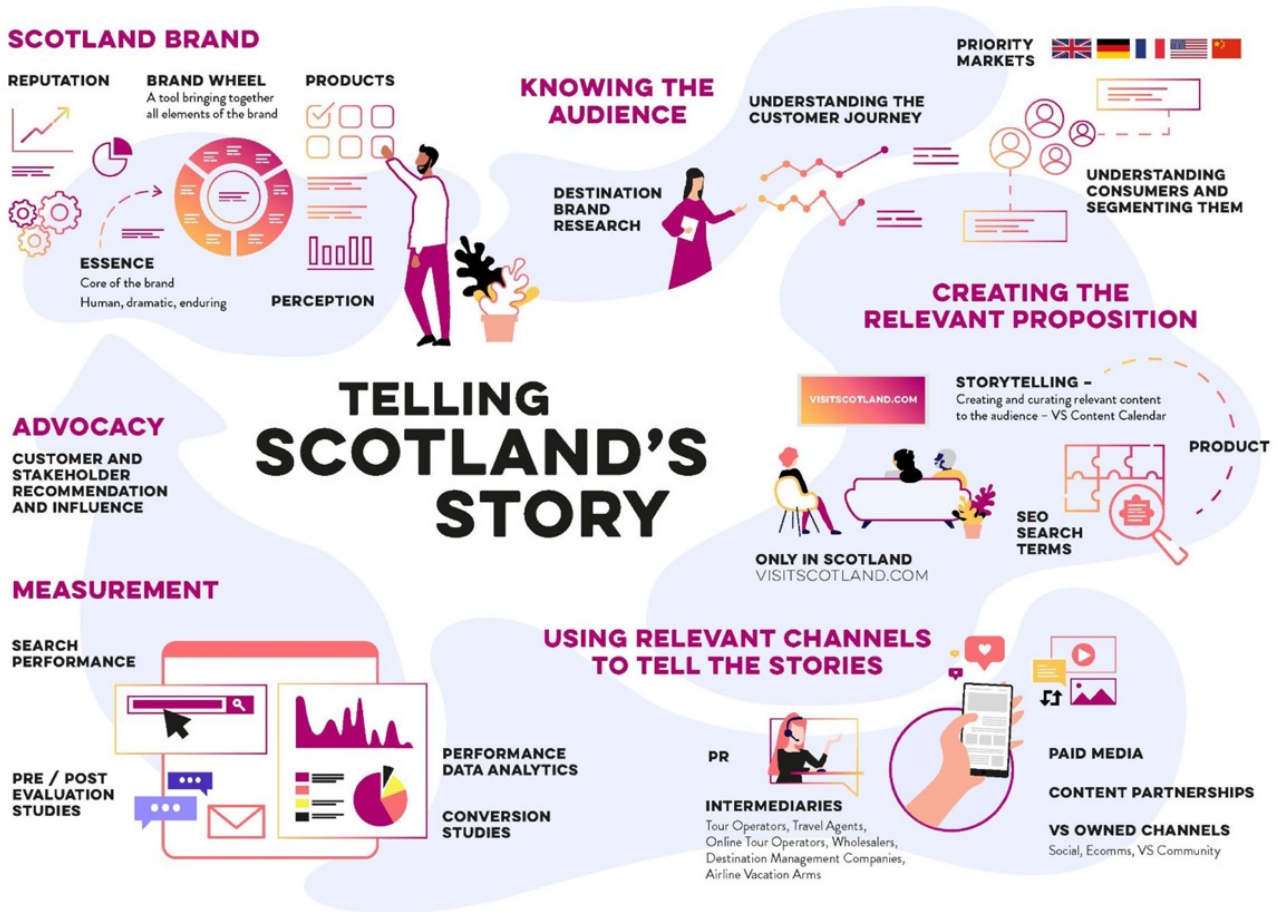 SCOTLAND BRAND
REPUTATION
BRAND WHEEL
A tool bringing together
all elements of the brand
PRODUCTS
ESSENCE
Core of the brand
Human, dramatic, enduring
PERCEPTION
KNOWING THE
AUDIENCE
DESTINATION
BRAND
RESEARCH
UNDERSTANDING THE
CUSTOMER JOURNEY
PRIORITY
MARKETS
UNDERSTANDING
CONSUMERS AND
SEGMENTING THEM
CREATING THE
RELEVANT PROPOSITION
VISITSCOTLAND.COM
STORYTELLING –
Creating and curating relevant content
to the audience – VS Content Calendar
PRODUCT
SEO
SEARCH
TERMS
ONLY IN SCOTLAND
VISITSCOTLAND.COM
TELLING
SCOTLAND'S
STORY
ADVOCACY
CUSTOMER AND
STAKEHOLDER
RECOMMENDATION
AND INFLUENCE
MEASUREMENT
SEARCH
PERFORMANCE
PRE / POST
EVALUATION
STUDIES
PERFORMANCE
DATA ANALYTICS
CONVERSION
STUDIES
USING RELEVANT CHANNELS
TO TELL THE STORIES
PR
INTERMEDIARIES
Tour Operators, Travel Agents,
Online Tour Operators, Wholesalers,
Destination Management Companies,
Airline Vacation Arms
PAID MEDIA
CONTENT PARTNERSHIPS
VS OWNED CHANNELS
Social, Ecomms, VS Community